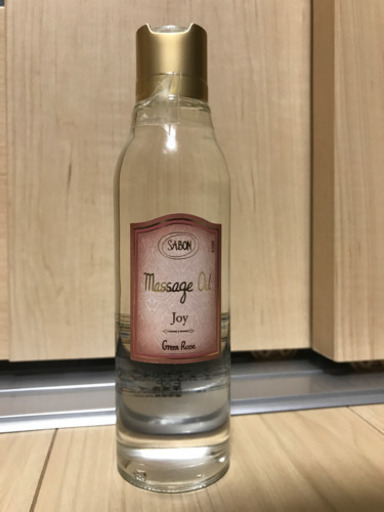 SABON
Massage Oil
Joy
Green Rose